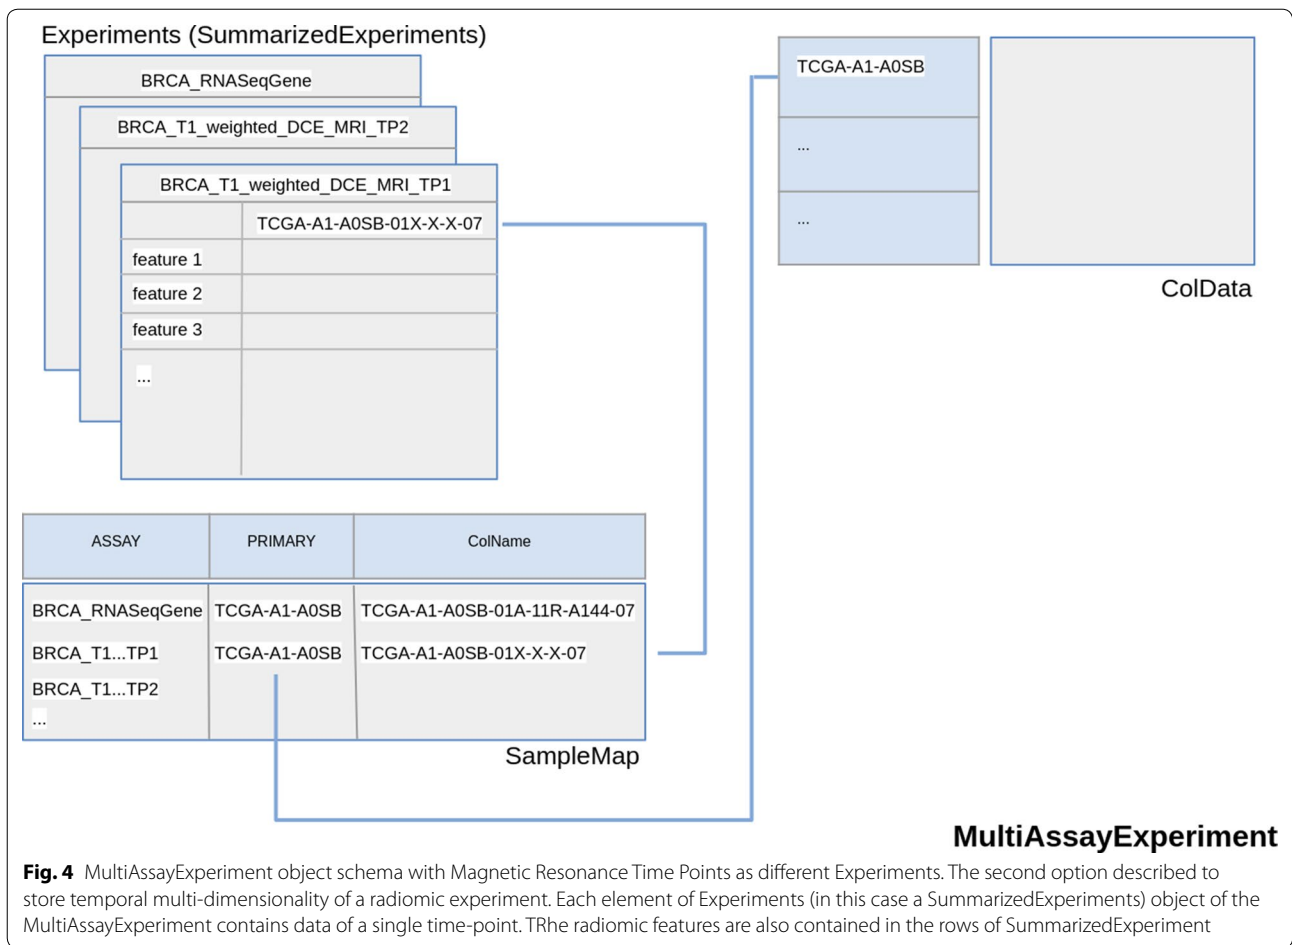 Experiments (SummarizedExperiments)
BRCA_RNASeqGene
BRCA_T1_weighted_DCE_MRI_TP2
BRCA_T1_weighted_DCE_MRI_TP1
TCGA-A1-A0SB-01X-X-X-07
feature 1
feature 2
feature 3
...
TCGA-A1-A0SB
...
...
ColData
ASSAY PRIMARY ColName
BRCA_RNASeqGene TCGA-A1-A0SB TCGA-A1-A0SB-01A-11R-A144-07
BRCA_T1...TP1 TCGA-A1-A0SB TCGA-A1-A0SB-01X-X-X-07
BRCA_T1...TP2
...
SampleMap
MultiAssayExperiment
Fig. 4 MultiAssayExperiment object schema with Magnetic Resonance Time Points as different Experiments. The second option described to
store temporal multi-dimensionality of a radiomic experiment. Each element of Experiments (in this case a SummarizedExperiments) object of the
MultiAssayExperiment contains data of a single time-point. TRhe radiomic features are also contained in the rows of SummarizedExperiment